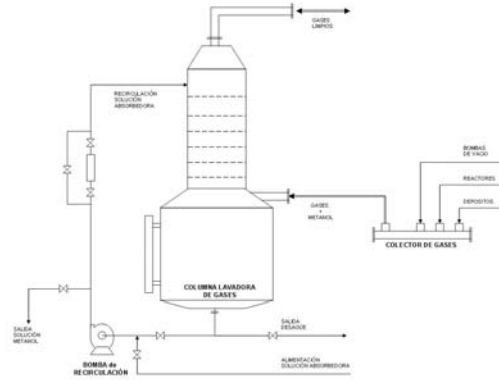 GASES
LIMPIOS
RECIRCULACIÓN
SOLUCIÓN
ABSORBEDORA
BOMBAS
DE VACIO
REACTORES
DEPOSITOS
GASES
+
METANOL
COLECTOR DE GASES
COLUMNA LAVADORA
DE GASES
SALIDA
SOLUCIÓN
METANOL
SALIDA
DESAGÜE
BOMBA de
RECIRCULACIÓN
ALIMENTACIÓN
SOLUCIÓN ABSORBEDORA